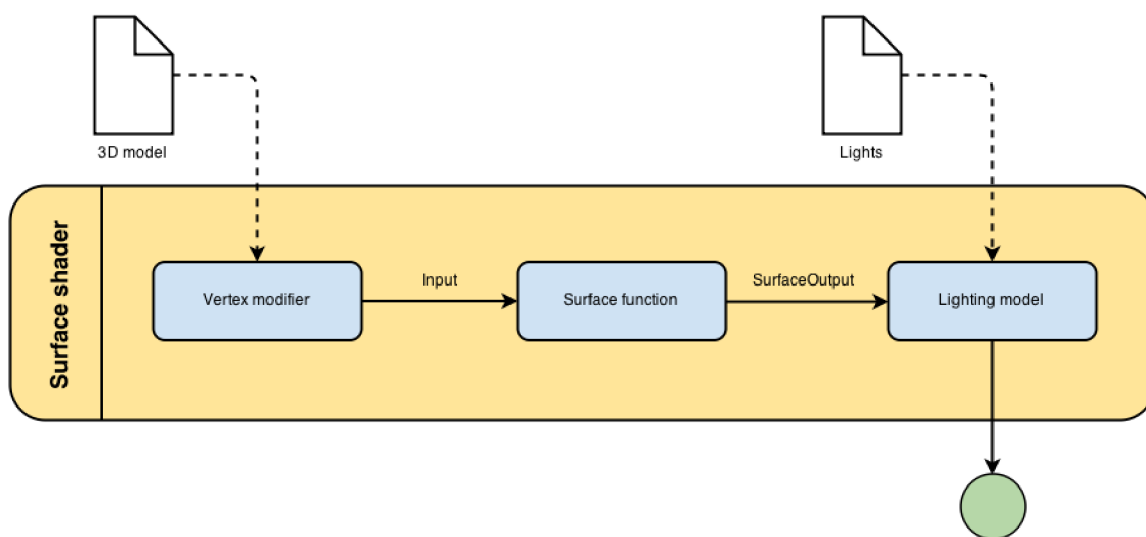 3D model
Lights
Surface shader
Vertex modifier
Input
Surface function
SurfaceOutput
Lighting model